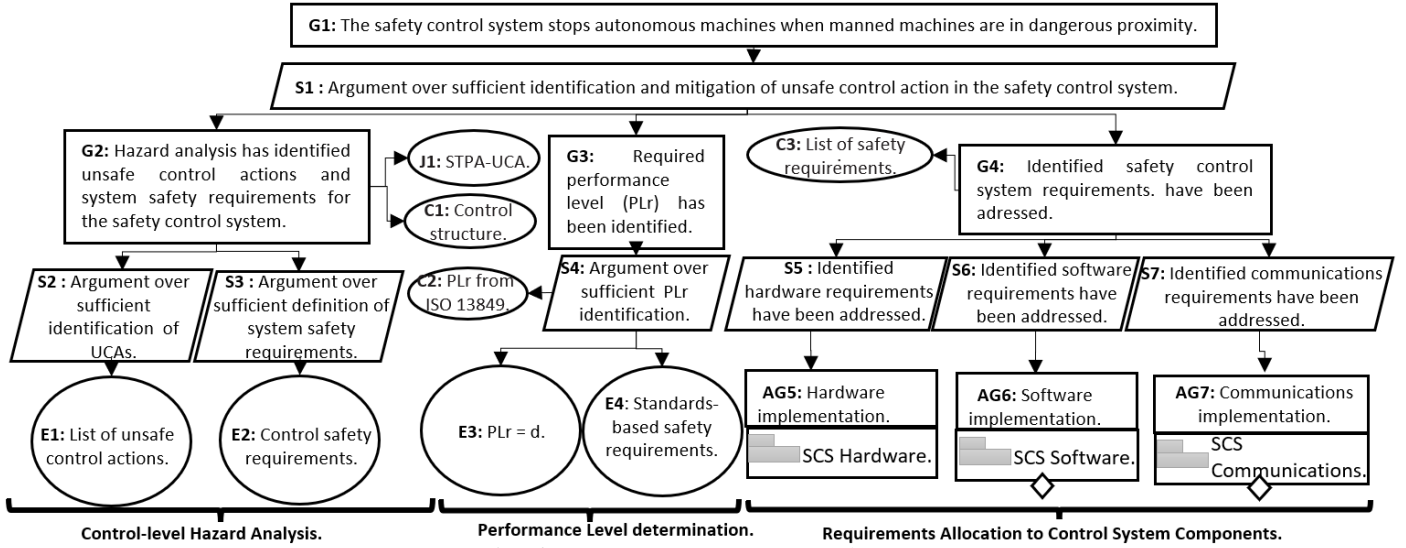 G1: The safety control system stops autonomous machines when manned machines are in dangerous proximity.
S1 : Argument over sufficient identification and mitigation of unsafe control action in the safety control system.
G2: Hazard analysis has identified
unsafe control actions and
system safety requirements for
the safety control system.
J1: STPA-UCA.
C1: Control
structure.
G3: Required
performance
level (PLr) has
been identified.
C3: List of safety
requirements.
G4: Identified safety control
system requirements. have been
adressed.
S2 : Argument over
sufficient
identification of
UCAs.
S3 : Argument over
sufficient definition of
system safety
requirements.
C2: PLr from
ISO 13849.
S4: Argument over
sufficient PLr
identification.
S5 : Identified
hardware requirements
have been addressed.
S6: Identified software
requirements have
been addressed.
S7: Identified communications
requirements have been
addressed.
E1: List of unsafe
control actions.
E2: Control safety
requirements.
E3: PLr = d.
E4: Standards-
based safety
requirements.
AG5: Hardware
implementation.
SCS Hardware.
AG6: Software
implementation.
SCS Software.
AG7: Communications
implementation.
SCS
Communications.
Control-level Hazard Analysis.
Performance Level determination.
Requirements Allocation to Control System Components.